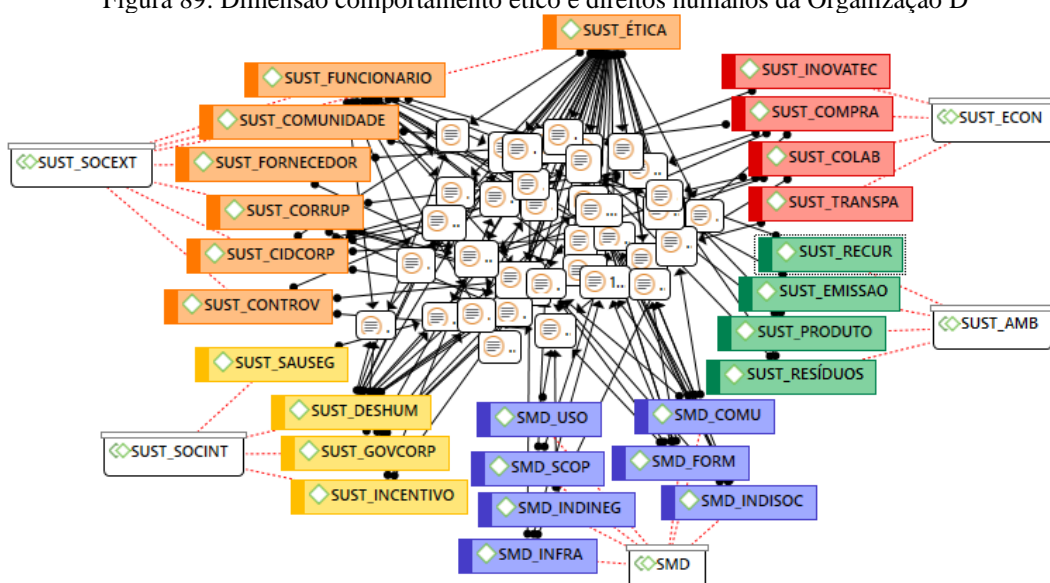 Figura 89: Dimensão comportamento ético e direitos humanos da Organização D
SUST_ÉTICA
SUST_FUNCIONARIO
SUST_INOVATEC
SUST_COMPRA
SUST_COMUNIDADE
SUST_ECON
SUST_FORNECEDOR
SUST_COLAB
SUST_SOCEXT
SUST_TRANSPA
SUST_CORRUP
SUST_CIDCORP
SUST_RECUR
SUST_CONTROV
SUST_EMISSAO
SUST_PRODUTO
SUST_AMB
SUST_SAUSEG
SUST_RESÍDUOS
SUST_DESHUM
SMD_USO
SMD_COMU
SUST_SOCINT
SUST_GOVCORP
SMD_SCOP
SMD_FORM
SUST_INCENTIVO
SMD_INDINEG
SMD_INDISOC
SMD_INFRA
SMD
1...